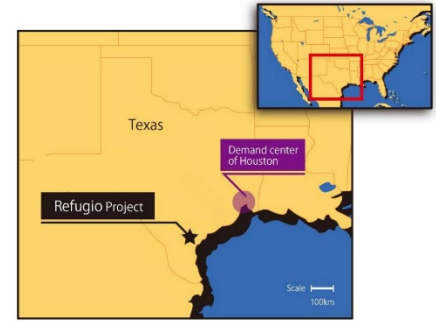 Texas
Demand center
of Houston
Refugio Project
Scale
100km